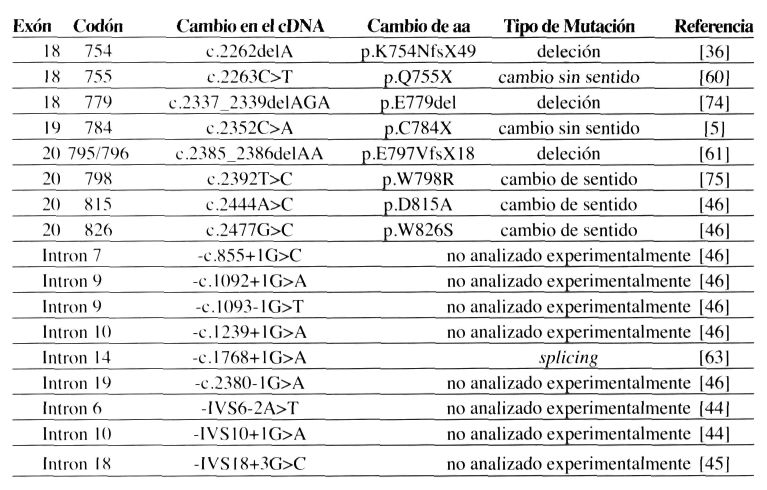 Exón Codón Cambio en el cDNA Cambio de aa Tipo de Mutación Referencia
18 754 c.2262delA p.K754NfsX49 deleción [36]
18 755 c.2263C>T p.Q755X cambio sin sentido [60]
18 779 c.2337_2339delAGA p.E779del deleción [74]
19 784 c.2352C>A p.C784X cambio sin sentido [5]
20 795/796 c.2385_2386delAA p.E797VfsX18 deleción [61]
20 798 c.2392T>C p.W798R cambio de sentido [75]
20 815 c.2444A>C p.D815A cambio de sentido [46]
20 826 c.2477G>C p.W826S cambio de sentido [46]
Intron 7 -c.855+1G>C no analizado experimentalmente [46]
Intron 9 -c.1092+1G>A no analizado experimentalmente [46]
Intron 9 -c.1093-1G>T no analizado experimentalmente [46]
Intron 10 -c.1239+1G>A no analizado experimentalmente [46]
Intron 14 -c.1768+1G>A splicing [63]
Intron 19 -c.2380-1G>A no analizado experimentalmente [46]
Intron 6 -IVS6-2A>T no analizado experimentalmente [44]
Intron 10 -IVS10+1G>A no analizado experimentalmente [44]
Intron 18 -IVS18+3G>C no analizado experimentalmente [45]